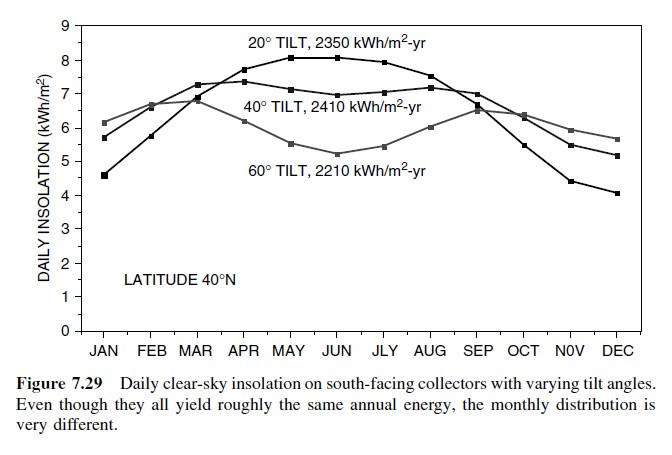 9
8
7
6
5
4
3
2
1
0
DAILY INSOLATION (kWh/m²)
20° TILT, 2350 kWh/m²-yr
40° TILT, 2410 kWh/m²-yr
60° TILT, 2210 kWh/m²-yr
LATITUDE 40°N
JAN FEB MAR APR MAY JUN JLY AUG SEP OCT N0V DEC
Figure 7.29 Daily clear-sky insolation on south-facing collectors with varying tilt angles.
Even though they all yield roughly the same annual energy, the monthly distribution is
very different.